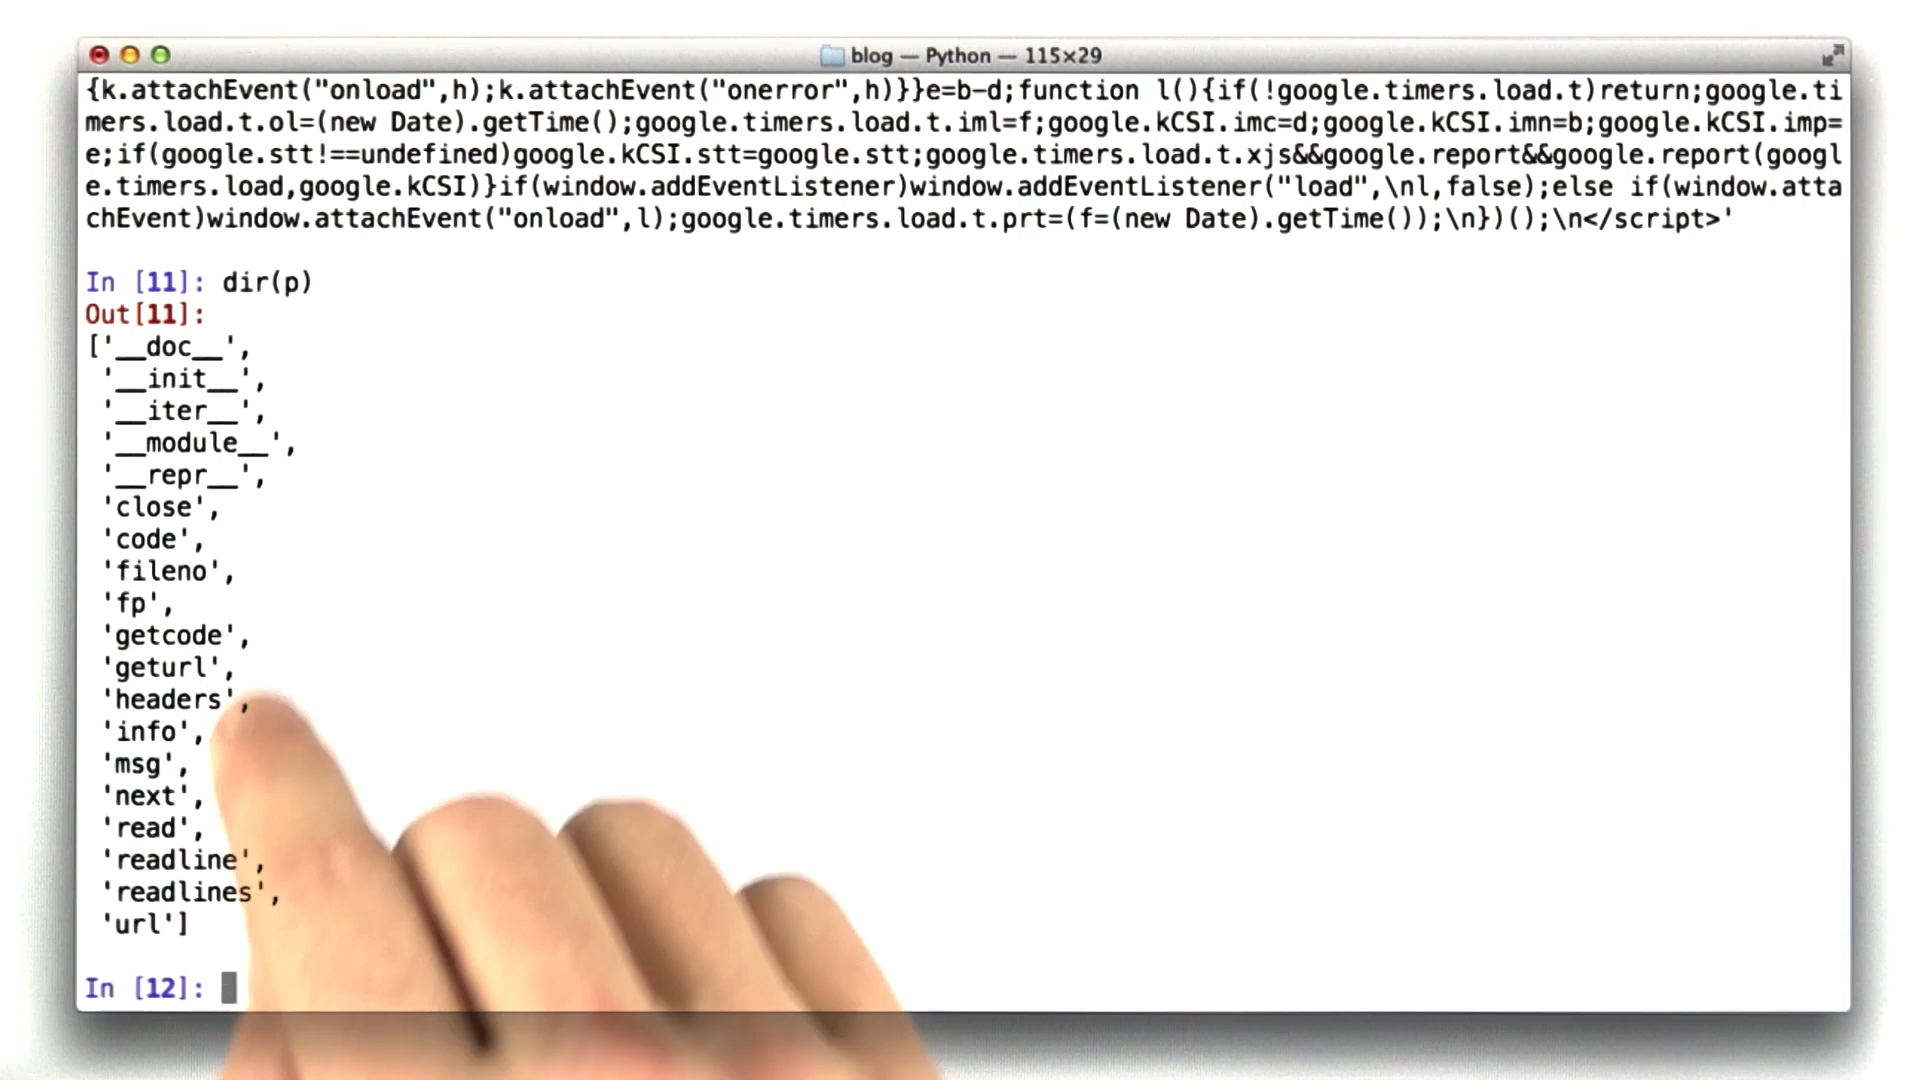 blog — Python — 115×29
{k.attachEvent("onload",h);k.attachEvent("onerror",h)}}e=b-d;function l(){if(!google.timers.load.t)return;google.ti
mers.load.t.ol=(new Date).getTime();google.timers.load.t.iml=f;google.kCSI.imc=d;google.kCSI.imn=b;google.kCSI.imp=
e;if(google.stt!==undefined)google.kCSI.stt=google.stt;google.timers.load.t.xjs&&google.report&&google.report(googl
e.timers.load,google.kCSI)}if(window.addEventListener)window.addEventListener("load",\nl,false);else if(window.atta
chEvent)window.attachEvent("onload",l);google.timers.load.t.prt=(f=(new Date).getTime());\n})();\n</script>'
In [11]: dir(p)
Out[11]:
['__doc__',
'__init__',
'__iter__',
'__module__',
'__repr__',
'close',
'code',
'fileno',
'fp',
'getcode',
'geturl',
'headers',
'info',
'msg',
'next',
'read',
'readline',
'readlines',
'url']
In [12]: